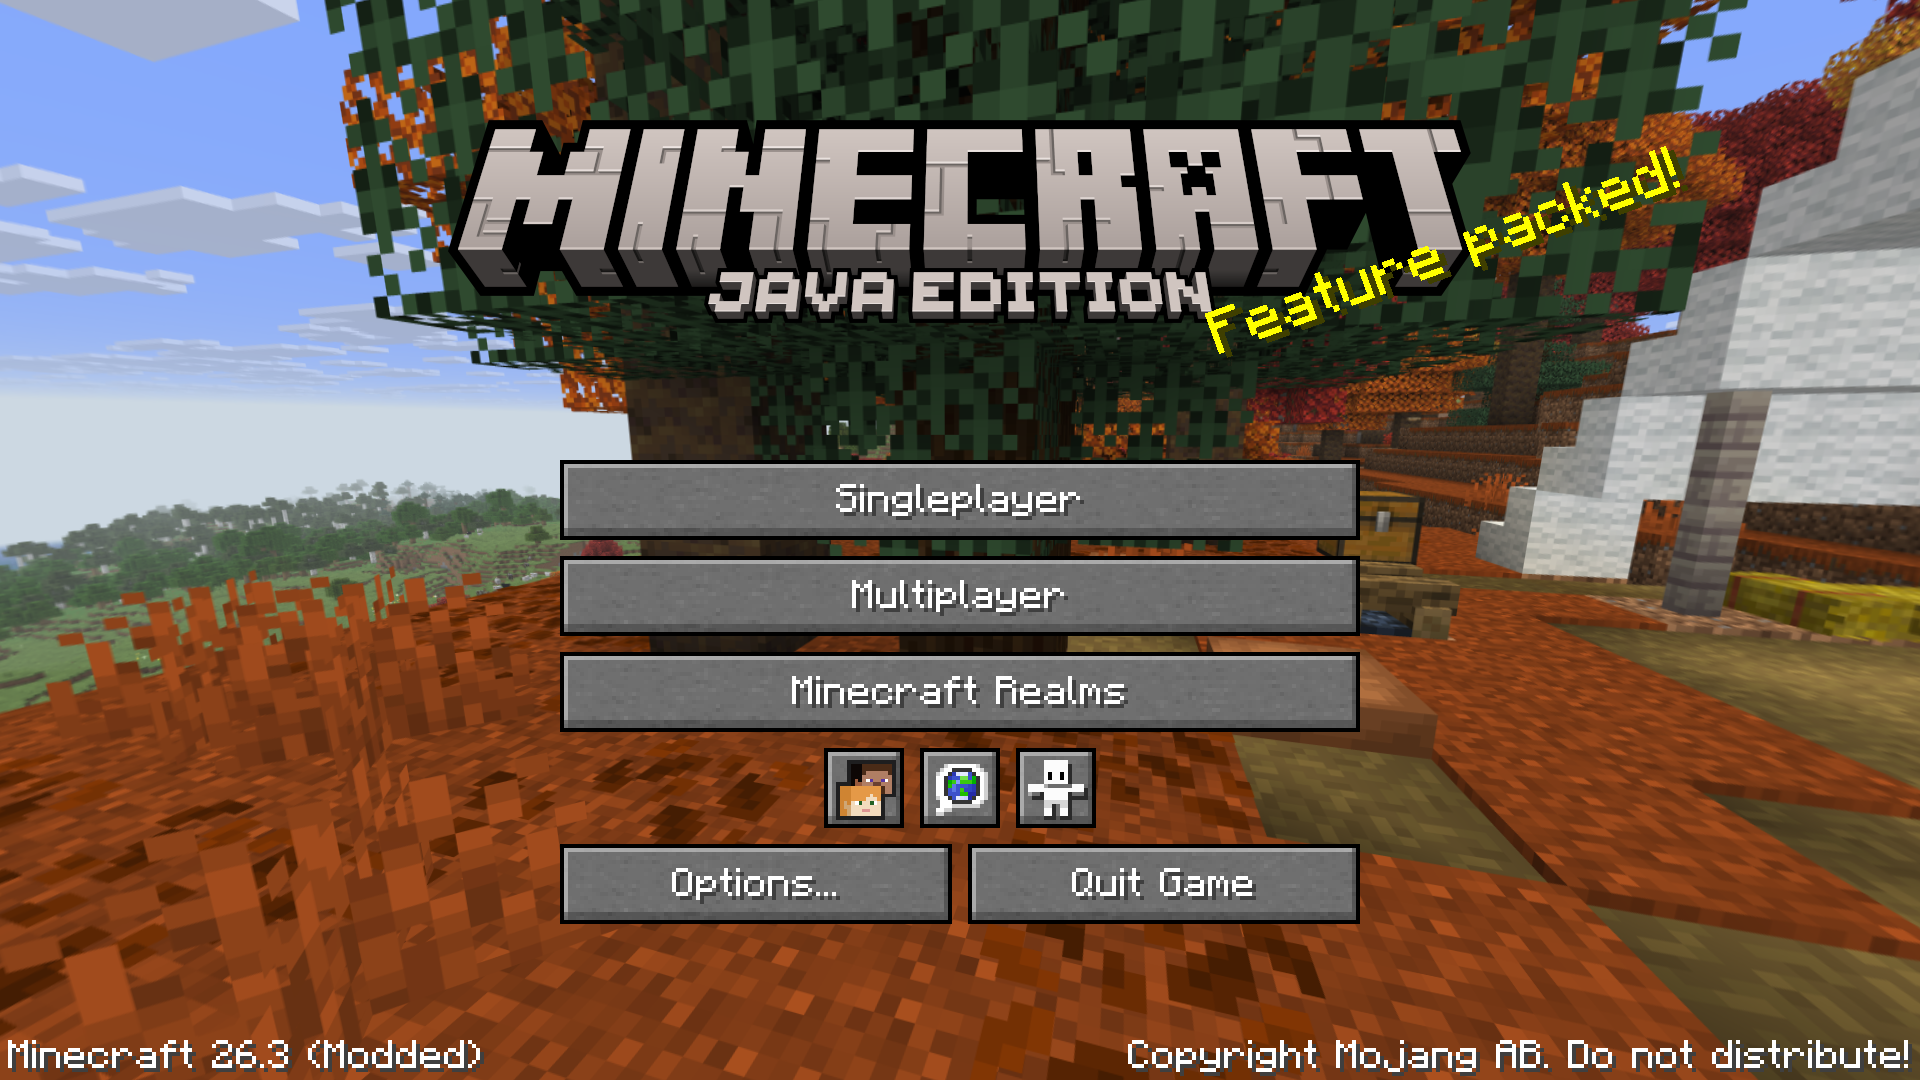 MINECRAFT
JAVA EDITION
Feature packed!
Singleplayer
Multiplayer
Minecraft Realms
Options...
Quit Game
Minecraft 26.3 (Modded)
Copyright Mojang AB. Do not distribute!